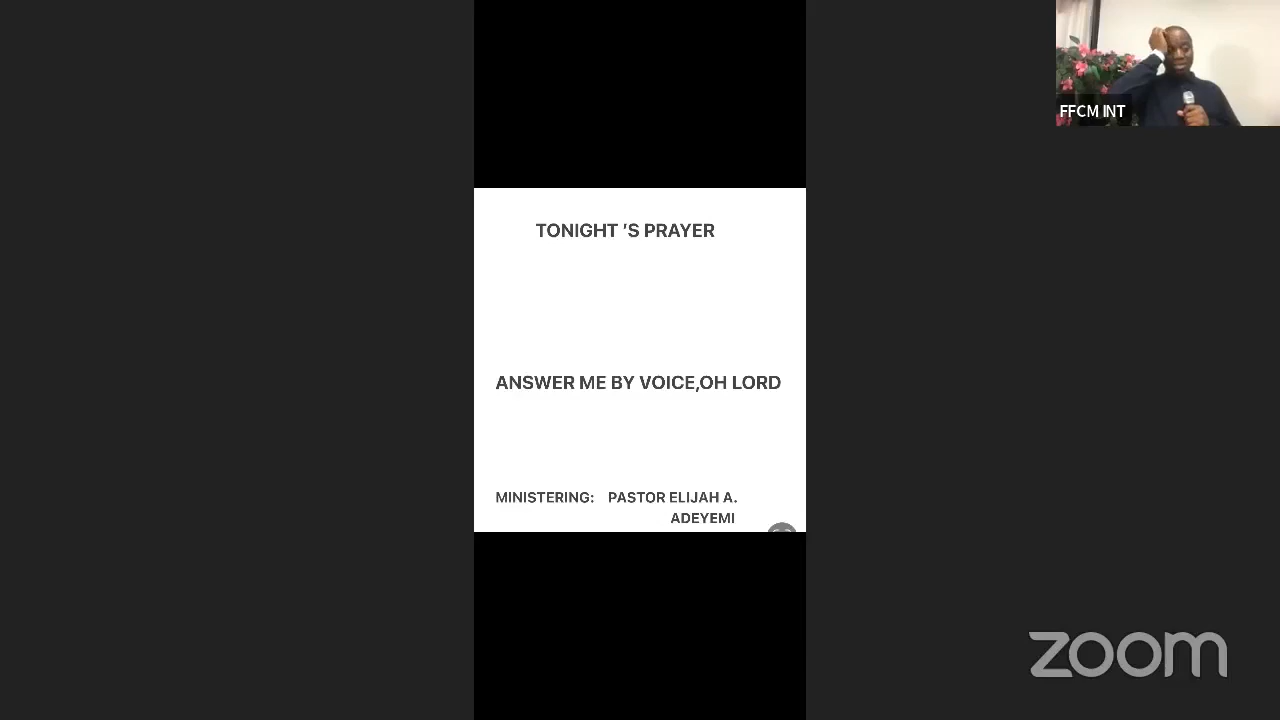 FFCM INT
TONIGHT 'S PRAYER
ANSWER ME BY VOICE,OH LORD
MINISTERING: PASTOR ELIJAH A.
ADEYEMI
zoom